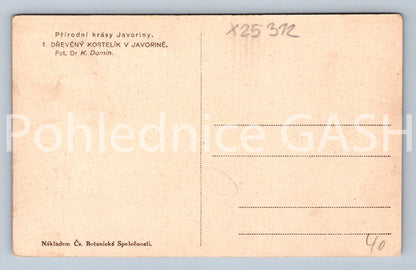 Přírodní krásy Javoriny.
1. DŘEVĚNÝ KOSTELÍK V JAVORINĚ.
Fot. Dr K. Domin.
X25 312
Pohlednice GASH
Nákladem Čs. Botanické Společnosti.
40